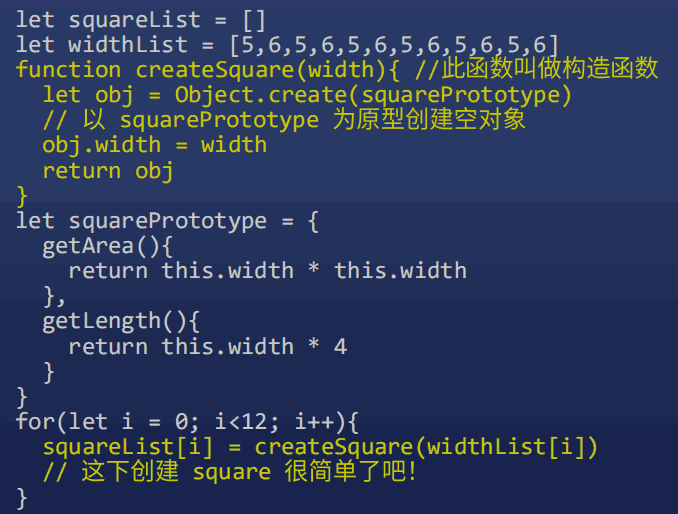 let squareList = []
let widthList = [5,6,5,6,5,6,5,6,5,6,5,6]
function createSquare(width){ //此函数叫做构造函数
  let obj = Object.create(squarePrototype)
  // 以 squarePrototype 为原型创建空对象
  obj.width = width
  return obj
}
let squarePrototype = {
  getArea(){
    return this.width * this.width
  },
  getLength(){
    return this.width * 4
  }
}
for(let i = 0; i<12; i++){
  squareList[i] = createSquare(widthList[i])
  // 这下创建 square 很简单了吧!
}